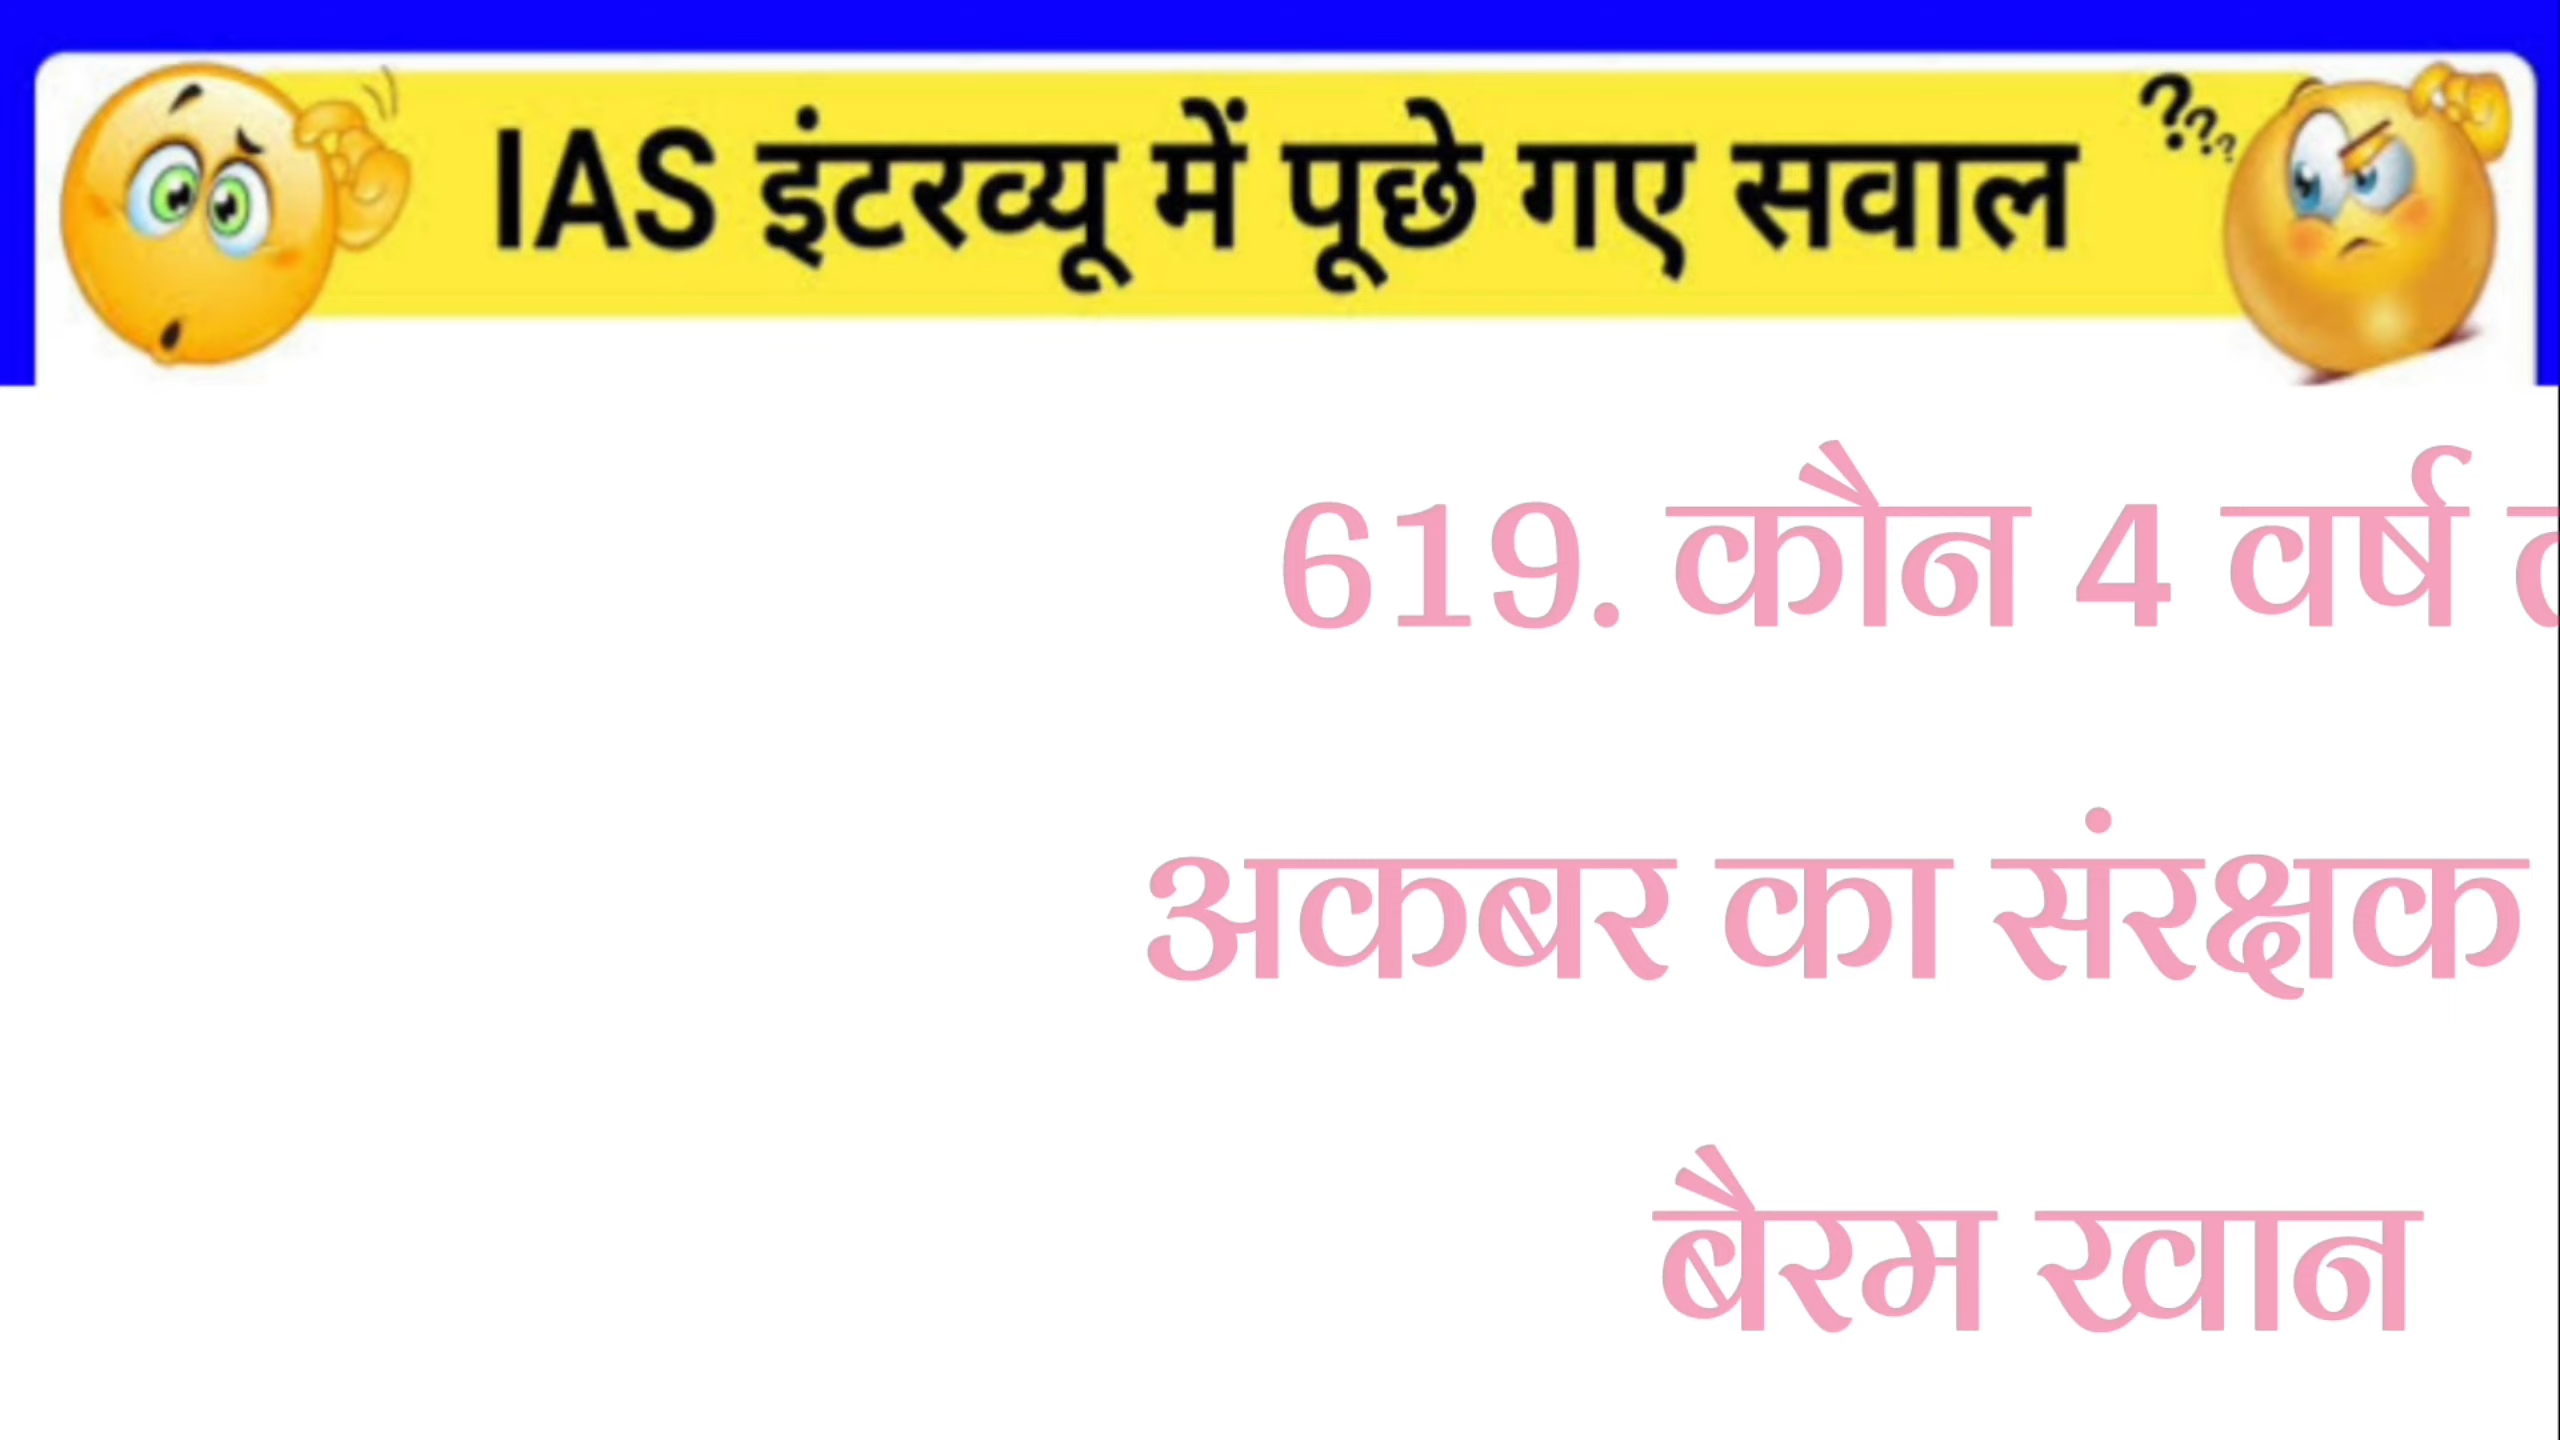 IAS इंटरव्यू में पूछे गए सवाल
???
619. कौन 4 वर्ष
अकबर का संरक्षक
बैरम खान